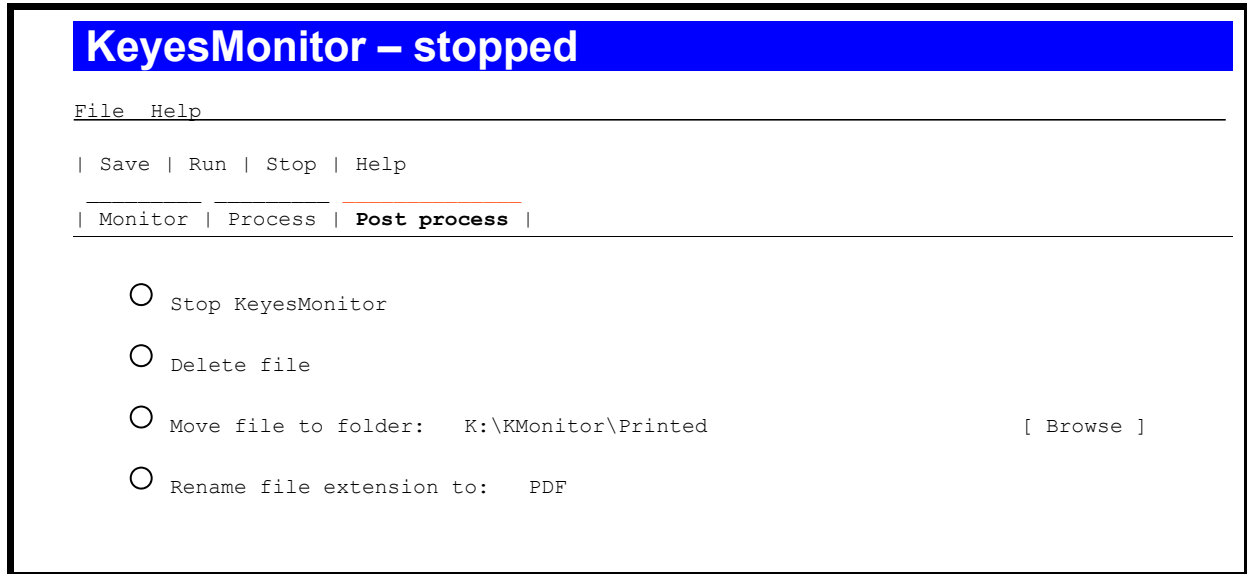 KeyesMonitor – stopped
File Help
| Save | Run | Stop | Help
| Monitor | Process | Post process |
Stop KeyesMonitor
Delete file
Move file to folder: K:\KMonitor\Printed [ Browse ]
Rename file extension to: PDF